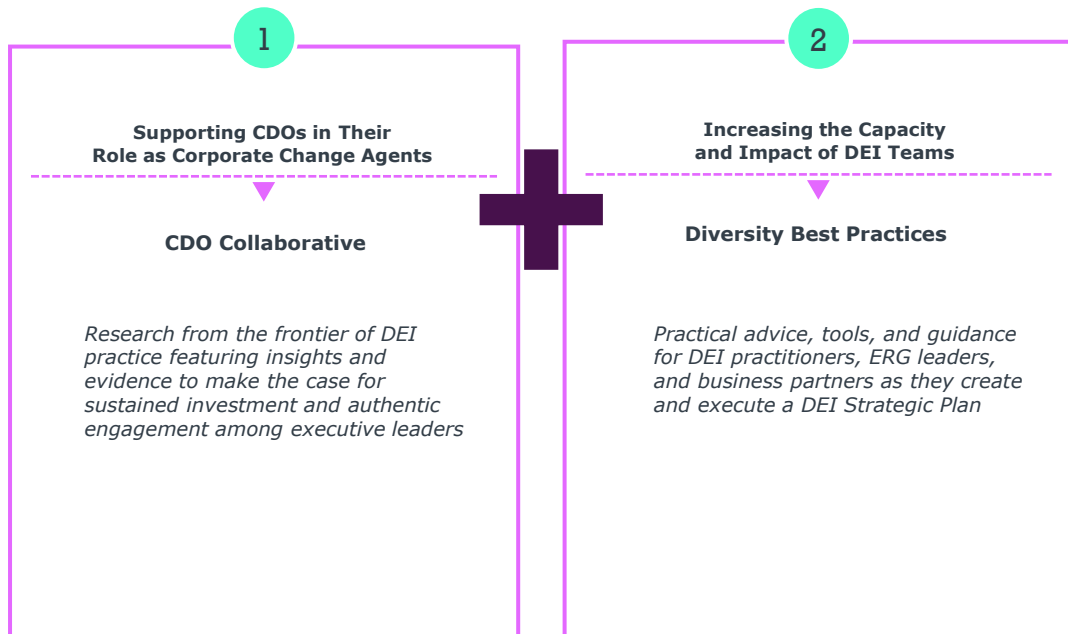 1
Supporting CDOs in Their
Role as Corporate Change Agents
CDO Collaborative
Research from the frontier of DEI
practice featuring insights and
evidence to make the case for
sustained investment and authentic
engagement among executive leaders
2
Increasing the Capacity
and Impact of DEI Teams
Diversity Best Practices
Practical advice, tools, and guidance
for DEI practitioners, ERG leaders,
and business partners as they create
and execute a DEI Strategic Plan